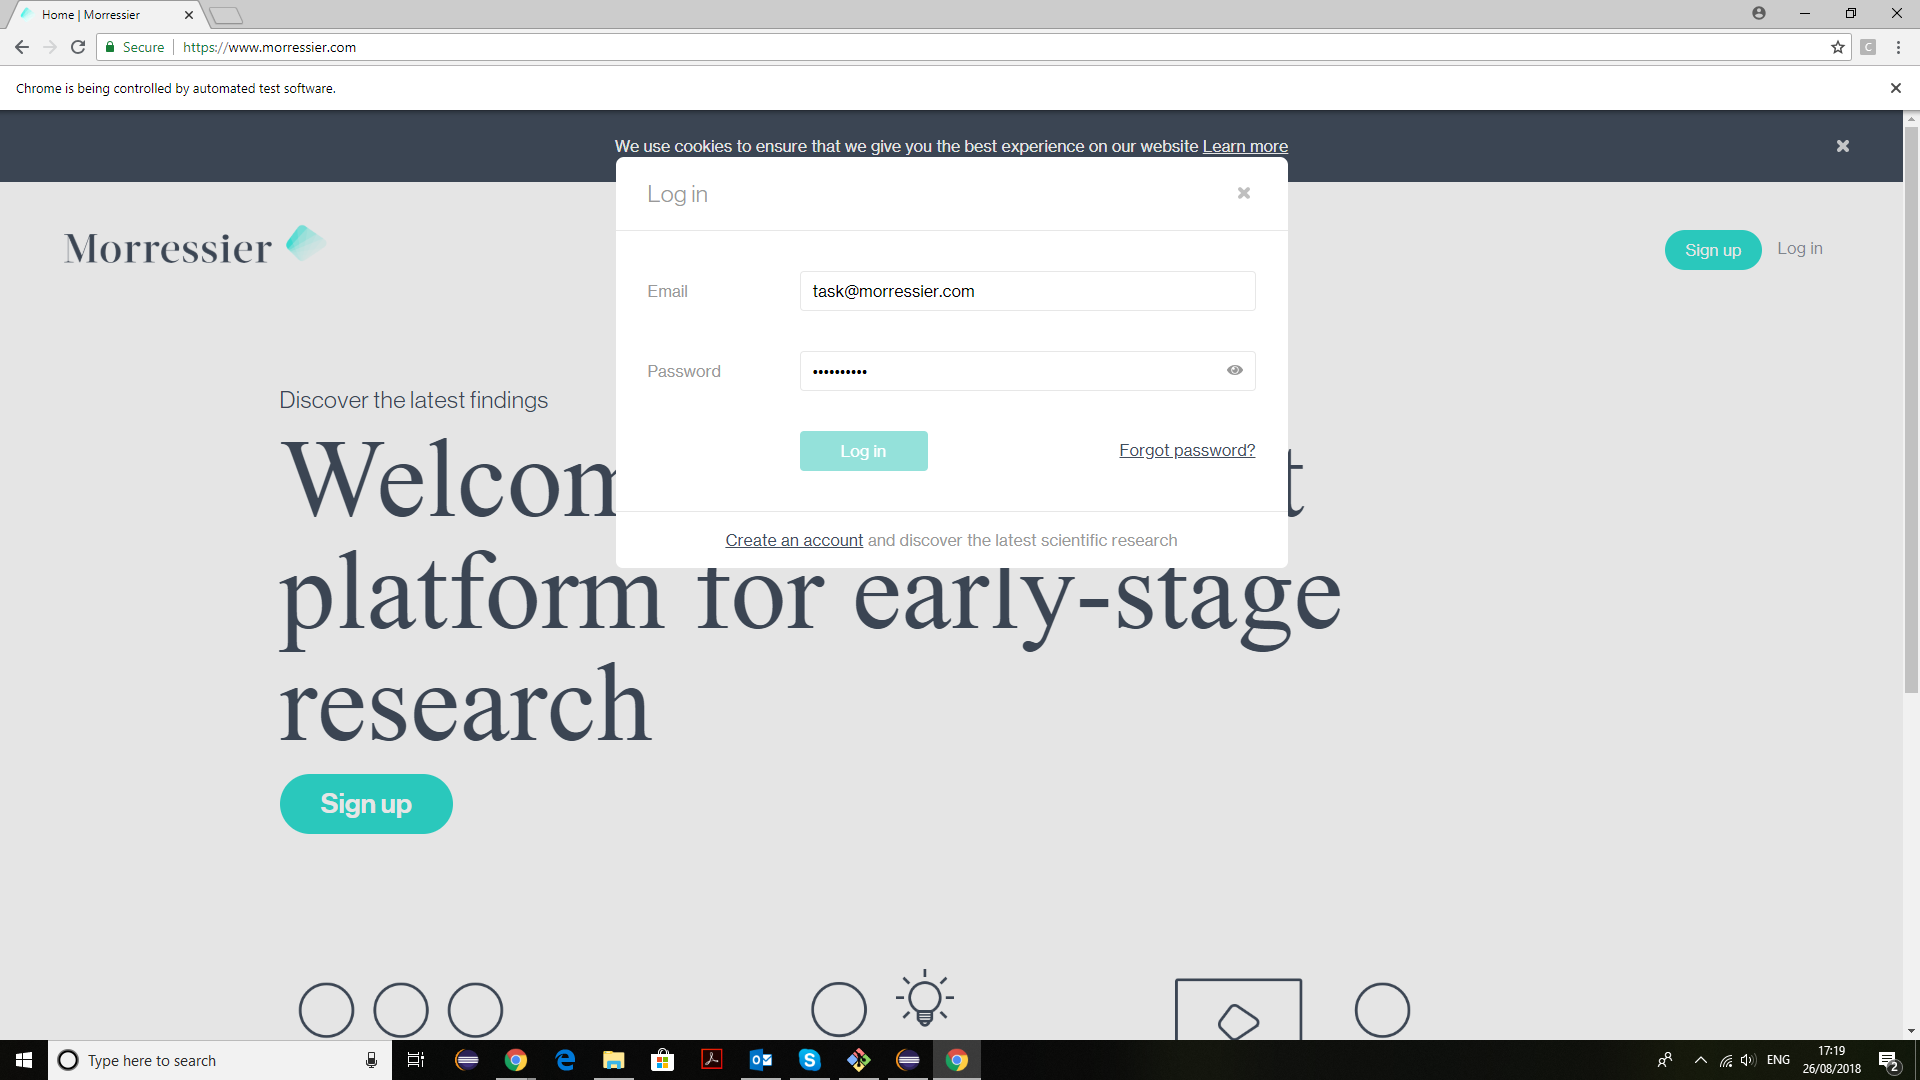 Home | Morressier
Secure
https://www.morressier.com
C
Chrome is being controlled by automated test software.
We use cookies to ensure that we give you the best experience on our website Learn more
Log in
Morressier
Sign up
Log in
Email
task@morressier.com
Password
••••••••••
Log in
Forgot password?
Create an account and discover the latest scientific research
Discover the latest findings
Welcom t
platform for early-stage
research
Sign up
Type here to search
ENG
17:19
26/08/2018
2